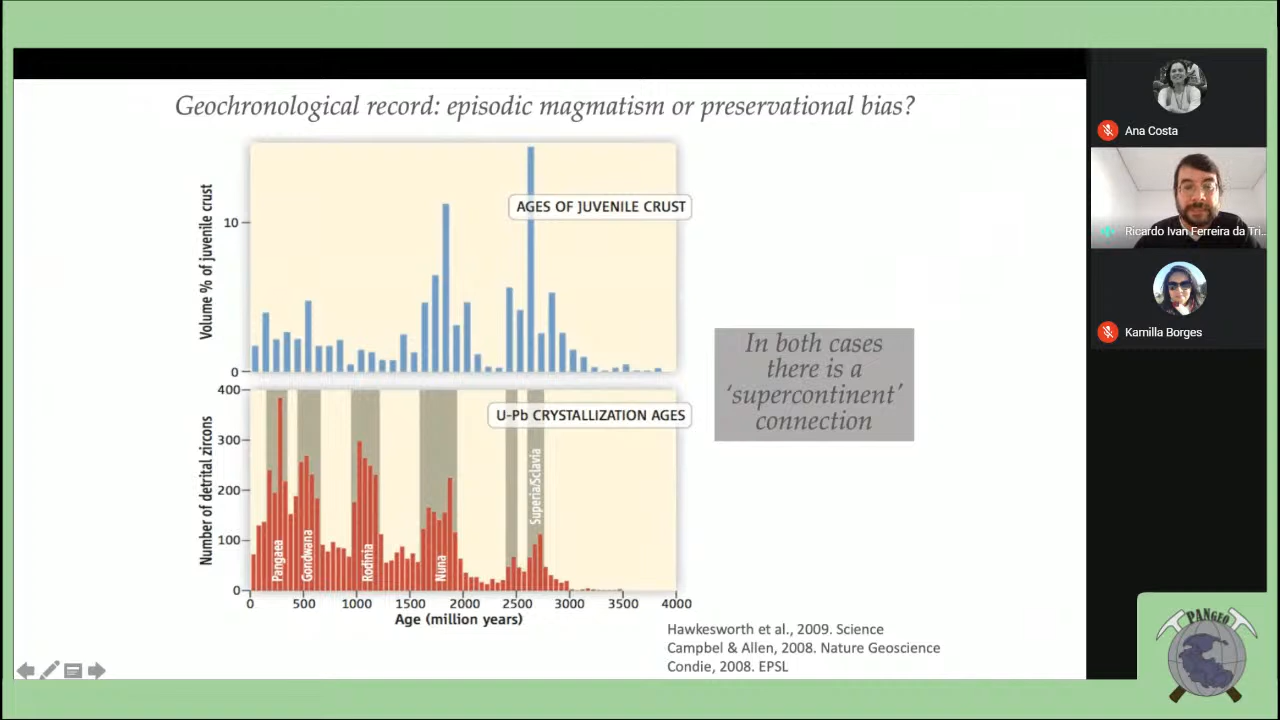 Geochronological record: episodic magmatism or preservational bias?
Volume % of juvenile crust
10
0
AGES OF JUVENILE CRUST
Number of detrital zircons
400
300
200
100
0
U-Pb CRYSTALLIZATION AGES
Pangaea
Gondwana
Rodinia
Nuna
Superia/Sclavia
0 500 1000 1500 2000 2500 3000 3500 4000
Age (million years)
In both cases
there is a
‘supercontinent’
connection
Hawkesworth et al., 2009. Science
Campbel & Allen, 2008. Nature Geoscience
Condie, 2008. EPSL
Ana Costa
Ricardo Ivan Ferreira da Tri...
Kamilla Borges
PANGEO